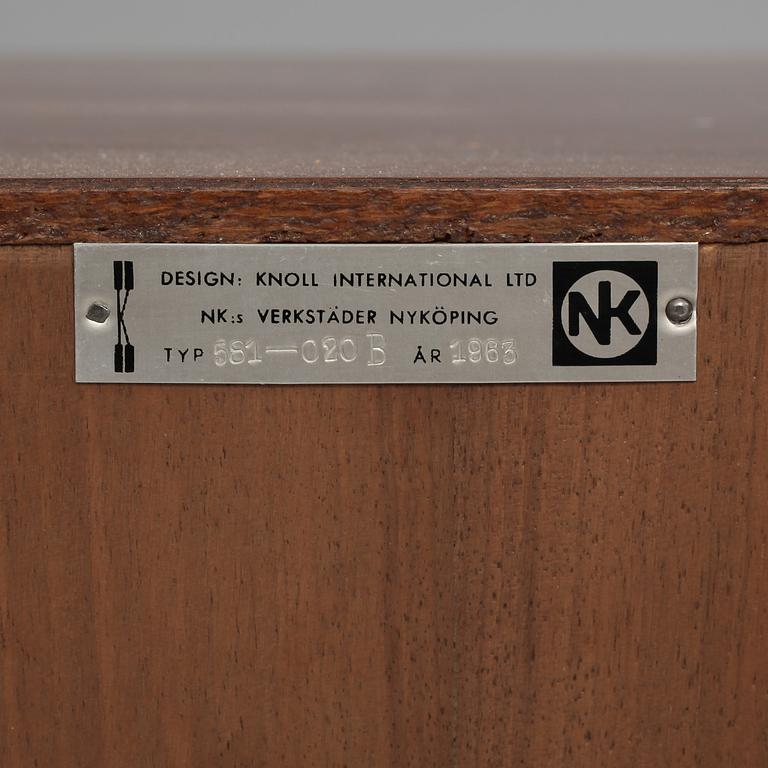 DESIGN: KNOLL INTERNATIONAL LTD
NK:s VERKSTÄDER NYKÖPING
TYP 581—020 B ÅR 1963
NK